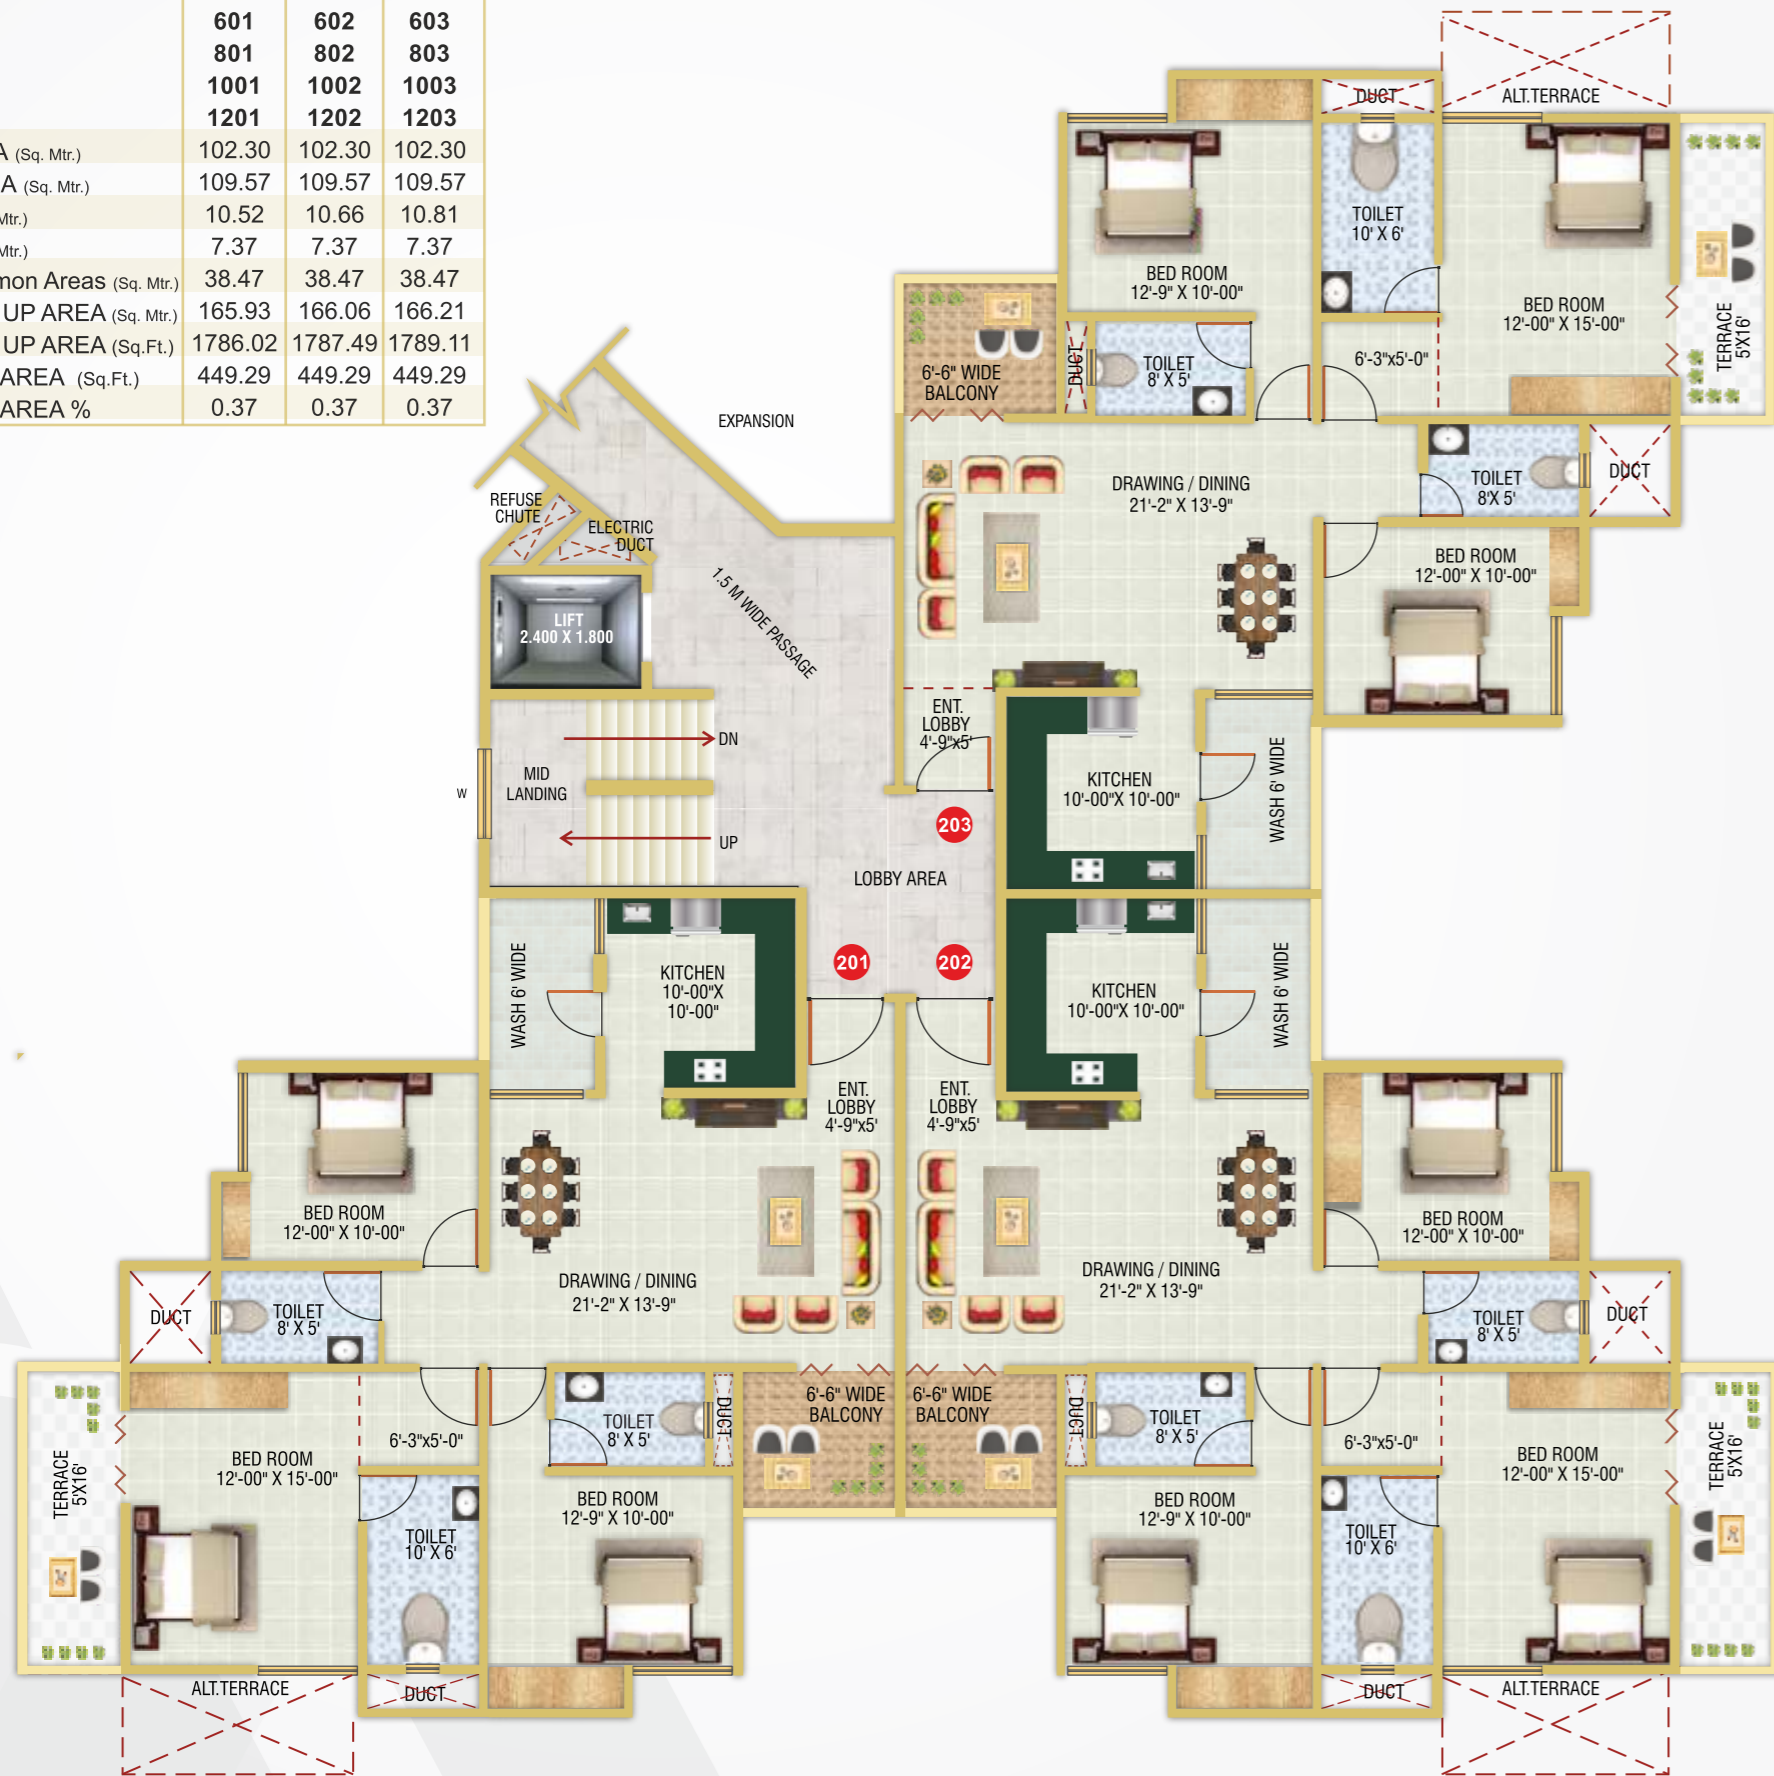 601 602 603
801 802 803
1001 1002 1003
1201 1202 1203
A (Sq. Mtr.) 102.30 102.30 102.30
A (Sq. Mtr.) 109.57 109.57 109.57
Mtr.) 10.52 10.66 10.81
Mtr.) 7.37 7.37 7.37
mon Areas (Sq. Mtr.) 38.47 38.47 38.47
UP AREA (Sq. Mtr.) 165.93 166.06 166.21
UP AREA (Sq.Ft.) 1786.02 1787.49 1789.11
AREA (Sq.Ft.) 449.29 449.29 449.29
AREA % 0.37 0.37 0.37
DUCT
ALT.TERRACE
TOILET
10' X 6'
BED ROOM
12'-9" X 10'-00"
BED ROOM
12'-00" X 15'-00"
TERRACE
5'X16'
6'-6" WIDE
BALCONY
DUCT
TOILET
8' X 5'
6'-3"x5'-0"
EXPANSION
DRAWING / DINING
21'-2" X 13'-9"
TOILET
8'X 5'
DUCT
REFUSE
CHUTE
ELECTRIC
DUCT
1.5 M WIDE PASSAGE
BED ROOM
12'-00" X 10'-00"
LIFT
2.400 X 1.800
ENT.
LOBBY
4'-9"x5'
DN
MID
LANDING
W
UP
KITCHEN
10'-00"X 10'-00"
WASH 6' WIDE
203
LOBBY AREA
201
202
WASH 6' WIDE
KITCHEN
10'-00"X
10'-00"
KITCHEN
10'-00"X 10'-00"
WASH 6' WIDE
ENT.
LOBBY
4'-9"x5'
ENT.
LOBBY
4'-9"x5'
BED ROOM
12'-00" X 10'-00"
BED ROOM
12'-00" X 10'-00"
DRAWING / DINING
21'-2" X 13'-9"
DRAWING / DINING
21'-2" X 13'-9"
DUCT
TOILET
8' X 5'
TOILET
8' X 5'
DUCT
6'-6" WIDE
BALCONY
6'-6" WIDE
BALCONY
TERRACE
5'X16'
BED ROOM
12'-00" X 15'-00"
6'-3"x5'-0"
TOILET
8' X 5'
DUCT
DUCT
TOILET
8' X 5'
6'-3"x5'-0"
BED ROOM
12'-00" X 15'-00"
TERRACE
5'X16'
TOILET
10' X 6'
BED ROOM
12'-9" X 10'-00"
BED ROOM
12'-9" X 10'-00"
TOILET
10' X 6'
ALT.TERRACE
DUCT
DUCT
ALT.TERRACE